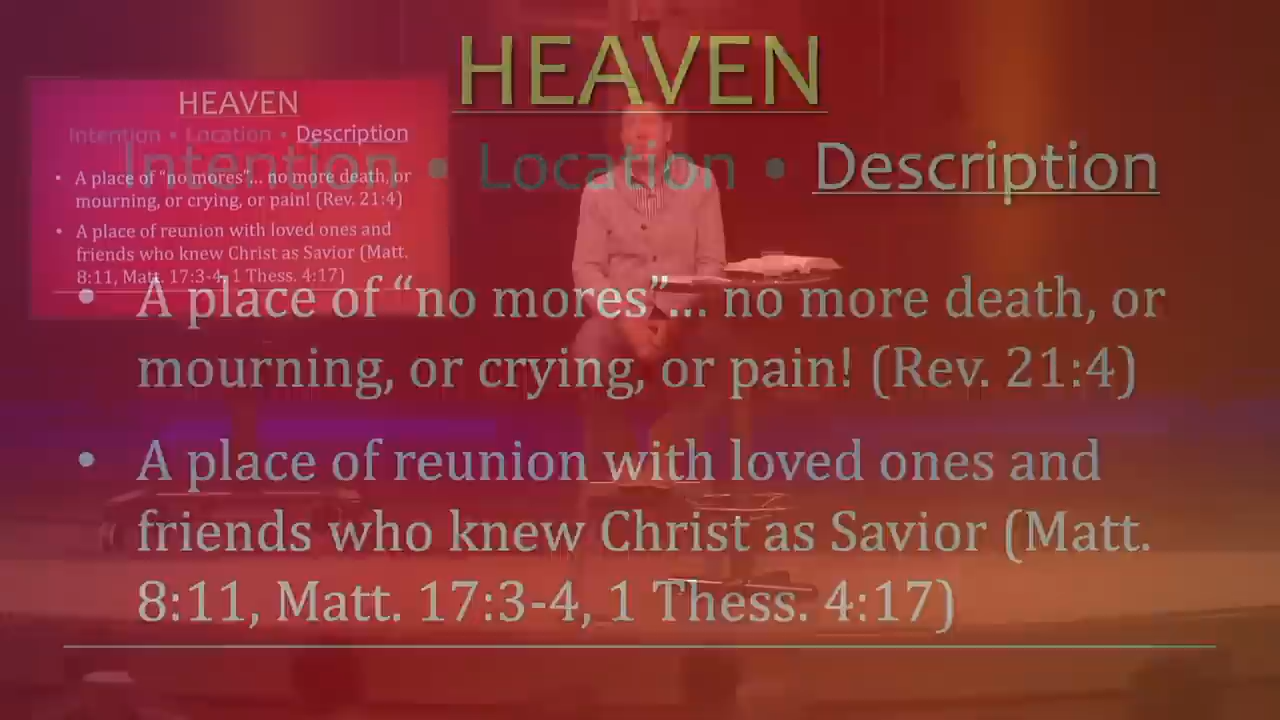 HEAVEN
Intention • Location • Description
• A place of “no mores”... no more death, or
mourning, or crying, or pain! (Rev. 21:4)
• A place of reunion with loved ones and
friends who knew Christ as Savior (Matt.
8:11, Matt. 17:3-4, 1 Thess. 4:17)
HEAVEN
Intention • Location • Description
• A place of “no mores”... no more death, or
mourning, or crying, or pain! (Rev. 21:4)
• A place of reunion with loved ones and
friends who knew Christ as Savior (Matt.
8:11, Matt. 17:3-4, 1 Thess. 4:17)